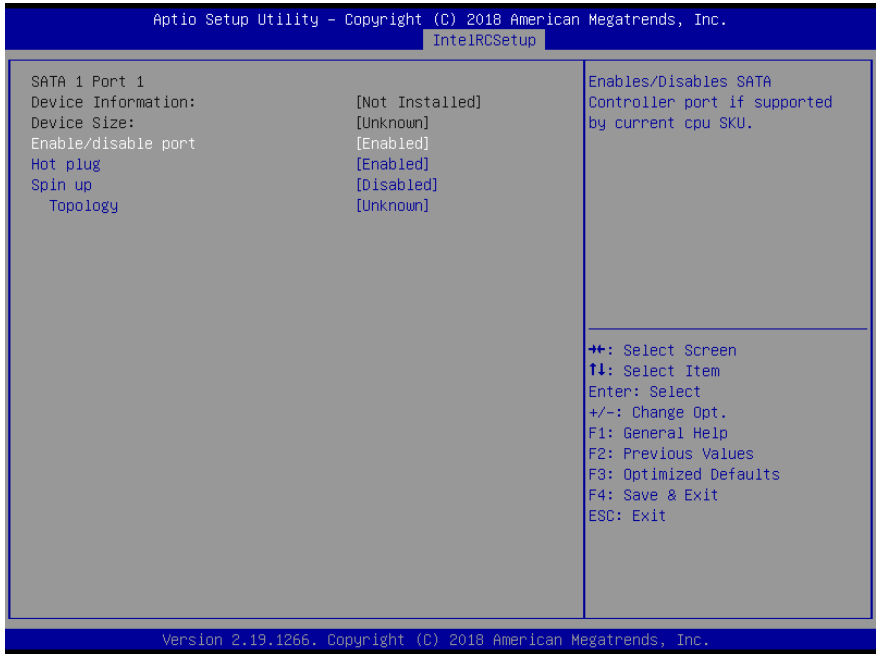 Aptio Setup Utility – Copyright (C) 2018 American Megatrends, Inc.
IntelRCSetup
SATA 1 Port 1
Device Information: [Not Installed]
Device Size: [Unknown]
Enable/disable port [Enabled]
Hot plug [Enabled]
Spin up [Disabled]
Topology [Unknown]
Enables/Disables SATA
Controller port if supported
by current cpu SKU.
→←: Select Screen
↑↓: Select Item
Enter: Select
+/-: Change Opt.
F1: General Help
F2: Previous Values
F3: Optimized Defaults
F4: Save & Exit
ESC: Exit
Version 2.19.1266. Copyright (C) 2018 American Megatrends, Inc.